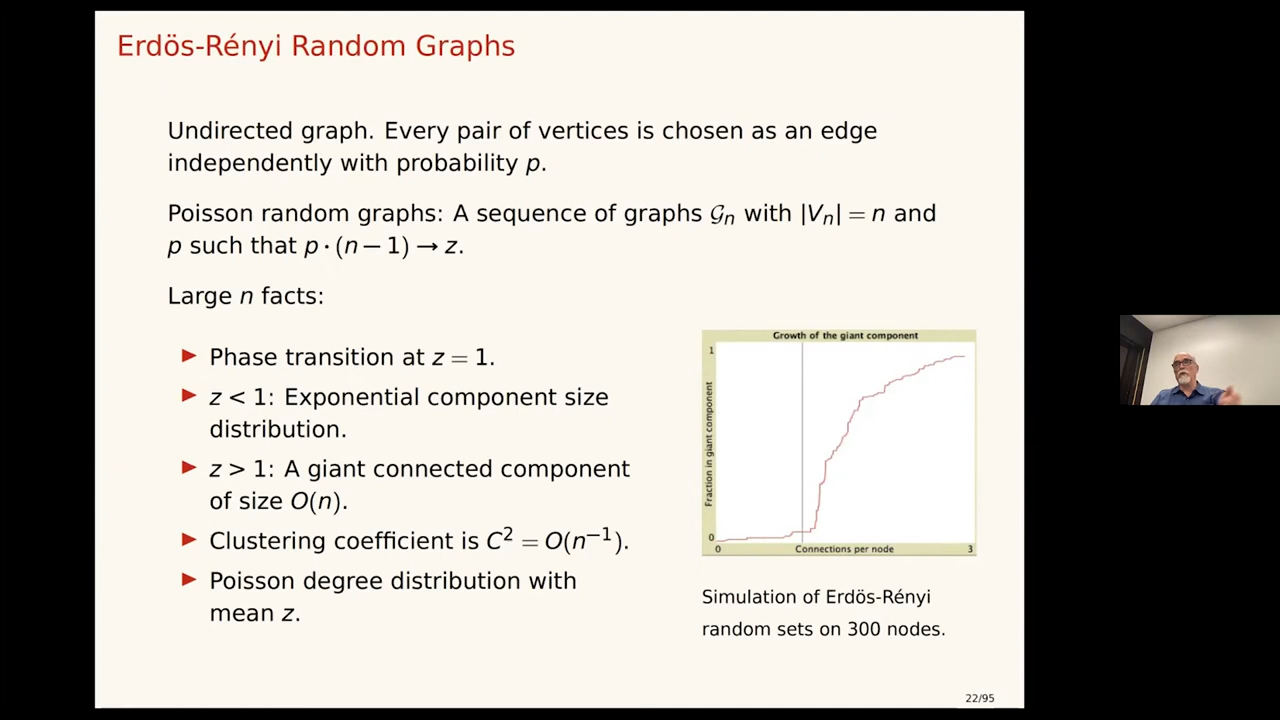 Erdös-Rényi Random Graphs
Undirected graph. Every pair of vertices is chosen as an edge
independently with probability p.
Poisson random graphs: A sequence of graphs 𝒢ₙ with |Vₙ| = n and
p such that p · (n − 1) → z.
Large n facts:
► Phase transition at z = 1.
► z < 1: Exponential component size
distribution.
► z > 1: A giant connected component
of size O(n).
► Clustering coefficient is C² = O(n⁻¹).
► Poisson degree distribution with
mean z.
Growth of the giant component
1
Fraction in giant component
0
0 Connections per node 3
Simulation of Erdös-Rényi
random sets on 300 nodes.
22/95